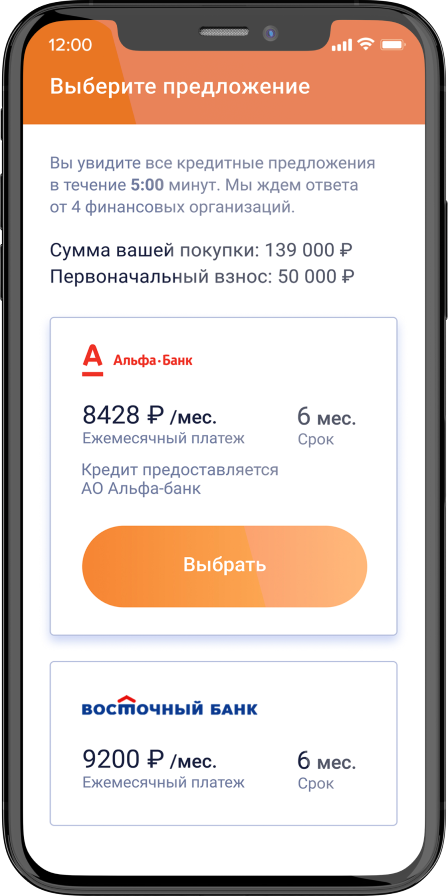 12:00
Выберите предложение
Вы увидите все кредитные предложения
в течение 5:00 минут. Мы ждем ответа
от 4 финансовых организаций.
Сумма вашей покупки: 139 000 ₽
Первоначальный взнос: 50 000 ₽
А Альфа·Банк
8428 ₽ /мес. 6 мес.
Ежемесячный платеж Срок
Кредит предоставляется
АО Альфа-банк
Выбрать
ВОСТОЧНЫЙ БАНК
9200 ₽ /мес. 6 мес.
Ежемесячный платеж Срок